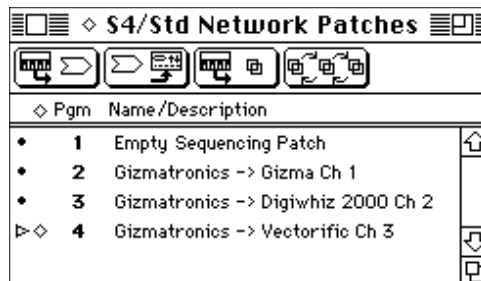 ◇ S4/Std Network Patches
◇ Pgm Name/Description
• 1 Empty Sequencing Patch
• 2 Gizmatronics -> Gizma Ch 1
• 3 Gizmatronics -> Digiwhiz 2000 Ch 2
▷◇ 4 Gizmatronics -> Vectorific Ch 3